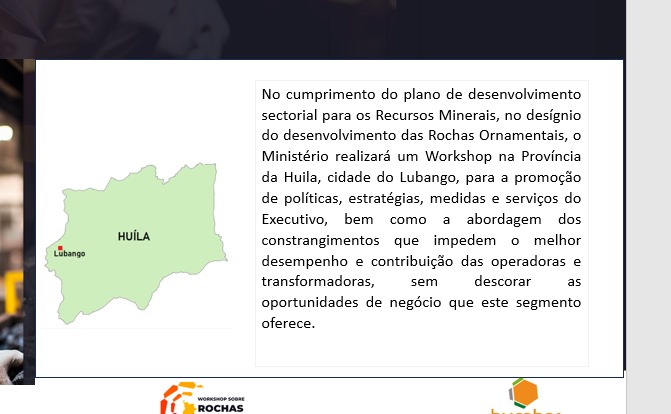 No cumprimento do plano de desenvolvimento
sectorial para os Recursos Minerais, no desígnio
do desenvolvimento das Rochas Ornamentais, o
Ministério realizará um Workshop na Província
da Huila, cidade do Lubango, para a promoção
de políticas, estratégias, medidas e serviços do
Executivo, bem como a abordagem dos
constrangimentos que impedem o melhor
desempenho e contribuição das operadoras e
transformadoras, sem descorar as
oportunidades de negócio que este segmento
oferece.
HUÍLA
Lubango
WORKSHOP SOBRE
ROCHAS